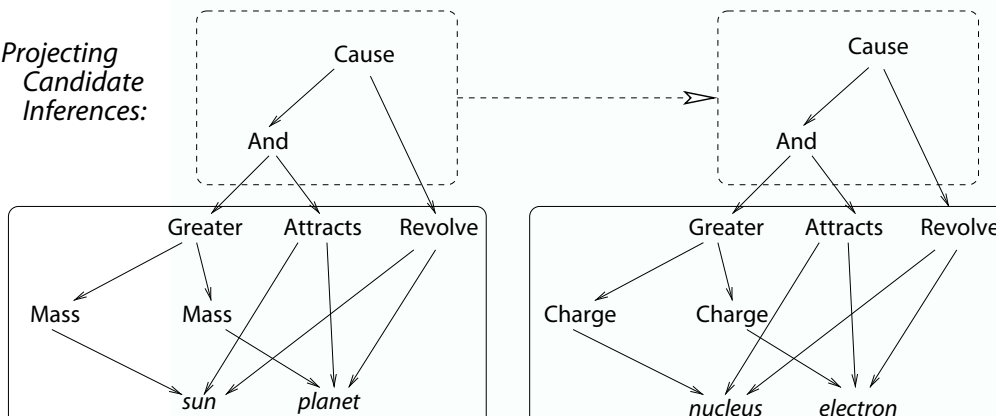 Projecting
Candidate
Inferences:
Cause
Cause
And
And
Greater Attracts Revolve
Greater Attracts Revolve
Mass Mass
Charge Charge
sun planet
nucleus electron